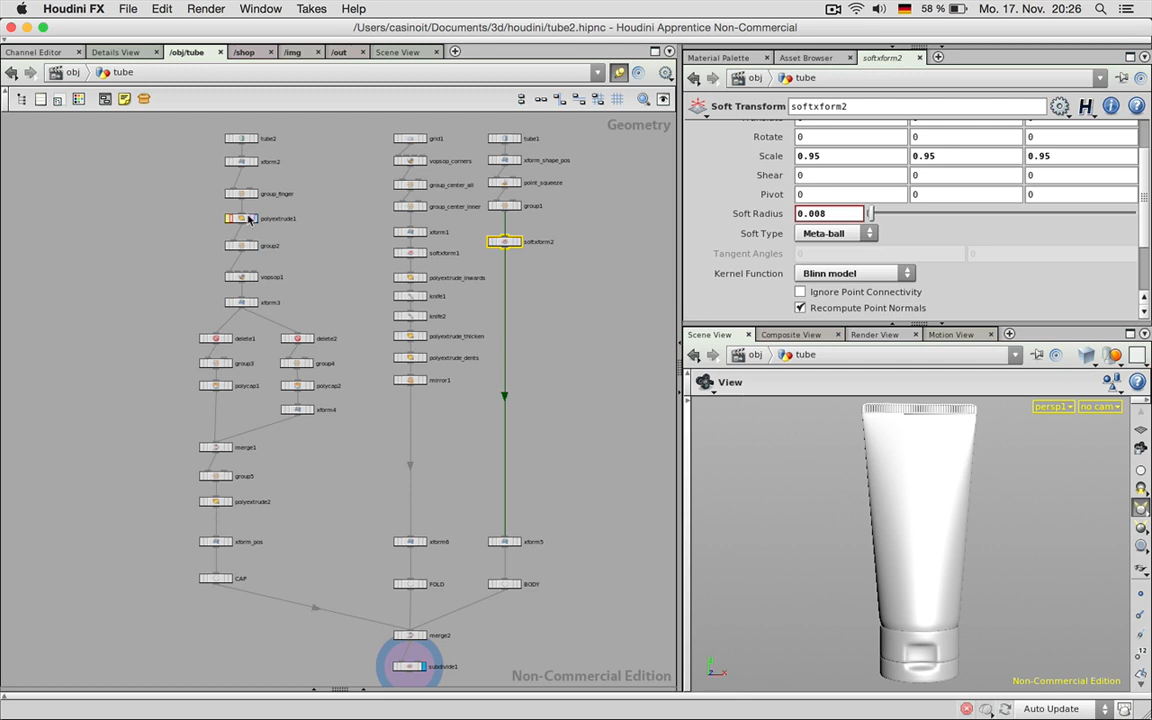 Houdini FX File Edit Render Window Takes Help 58 % Mo. 17. Nov. 20:26
/Users/casinoit/Documents/3d/houdini/tube2.hipnc - Houdini Apprentice Non-Commercial
Channel Editor Details View /obj/tube /shop /img /out Scene View
obj tube
Geometry
tube2 grid1 tube1
xform2 vopsop_corners xform_shape_pos
group_finger group_center_all point_squeeze
polyextrude1 group_center_inner group1
group2 xform1 softxform2
vopsop1 softxform1
xform3 polyextrude_inwards
knife1
knife2
delete1 delete2 polyextrude_thicken
group3 group4 polyextrude_dents
polycap1 polycap2 mirror1
xform4
merge1
group5
polyextrude2
xform_pos xform6 xform5
CAP FOLD BODY
merge2
subdivide1
Non-Commercial Edition
Material Palette Asset Browser softxform2
obj tube
Soft Transform softxform2
Rotate 0 0 0
Scale 0.95 0.95 0.95
Shear 0 0 0
Pivot 0 0 0
Soft Radius 0.008
Soft Type Meta-ball
Tangent Angles 0 0
Kernel Function Blinn model
Ignore Point Connectivity
Recompute Point Normals
Scene View Composite View Render View Motion View
obj tube
View
persp1 no cam
12
y
z x
Non-Commercial Edition
Auto Update